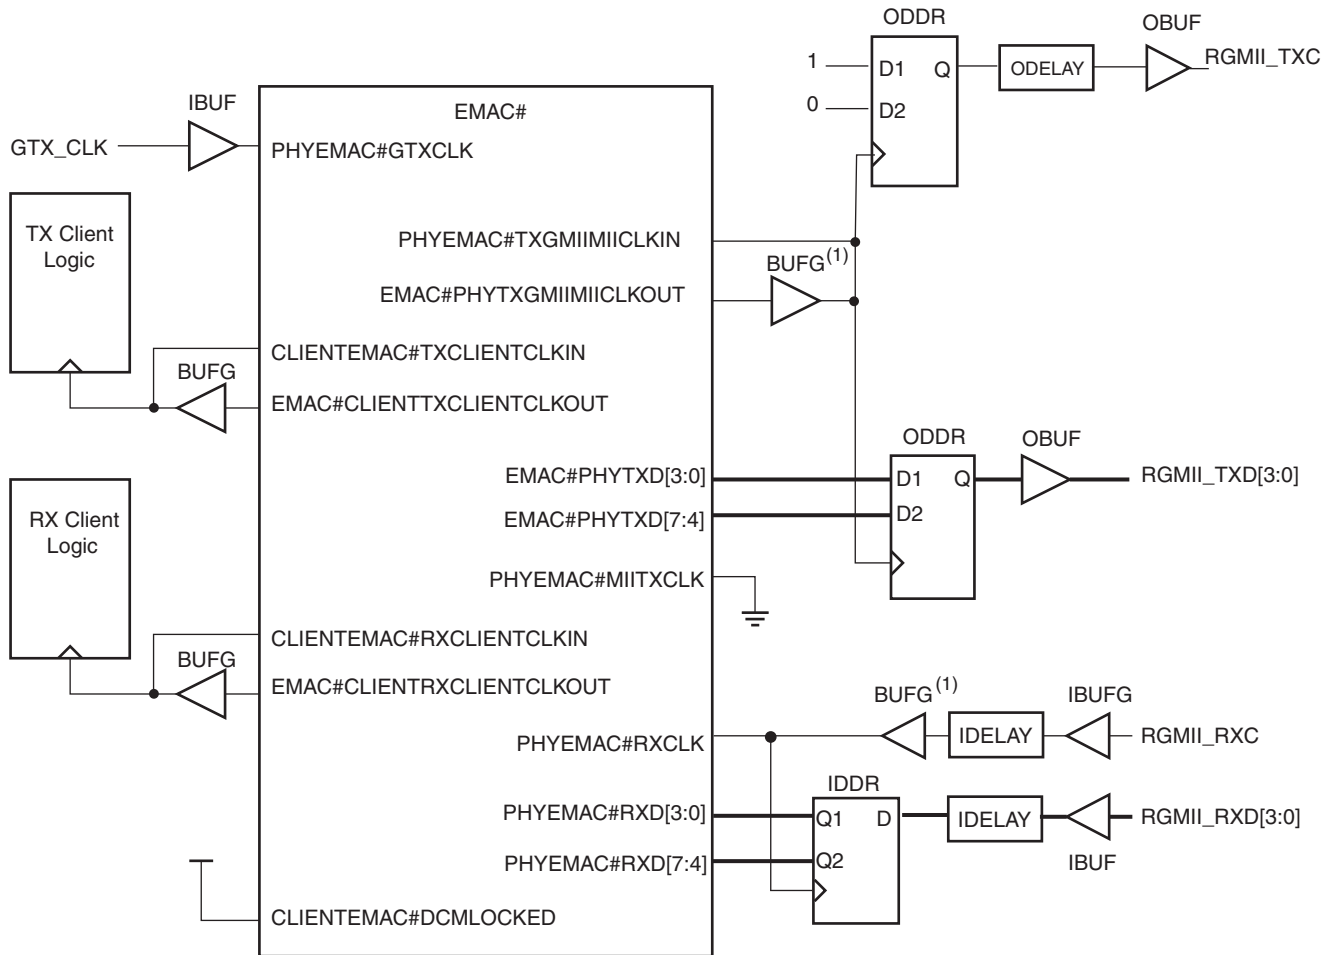 ODDR
OBUF
1
D1
Q
ODELAY
RGMII_TXC
0
D2
IBUF
EMAC#
GTX_CLK
PHYEMAC#GTXCLK
TX Client
Logic
PHYEMAC#TXGMIIMIICLKIN
BUFG(1)
EMAC#PHYTXGMIIMIICLKOUT
CLIENTEMAC#TXCLIENTCLKIN
BUFG
EMAC#CLIENTTXCLIENTCLKOUT
ODDR
OBUF
EMAC#PHYTXD[3:0]
D1
Q
RGMII_TXD[3:0]
EMAC#PHYTXD[7:4]
D2
RX Client
Logic
PHYEMAC#MIITXCLK
CLIENTEMAC#RXCLIENTCLKIN
BUFG
EMAC#CLIENTRXCLIENTCLKOUT
BUFG(1)
IBUFG
PHYEMAC#RXCLK
IDELAY
RGMII_RXC
IDDR
PHYEMAC#RXD[3:0]
Q1
D
IDELAY
RGMII_RXD[3:0]
PHYEMAC#RXD[7:4]
Q2
IBUF
CLIENTEMAC#DCMLOCKED